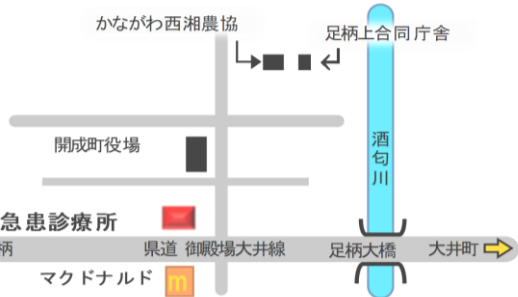 かながわ西湘農協
足柄上合同庁舎
開成町役場
酒匂川
急患診療所
柄
県道 御殿場大井線
足柄大橋
大井町
マクドナルド
m